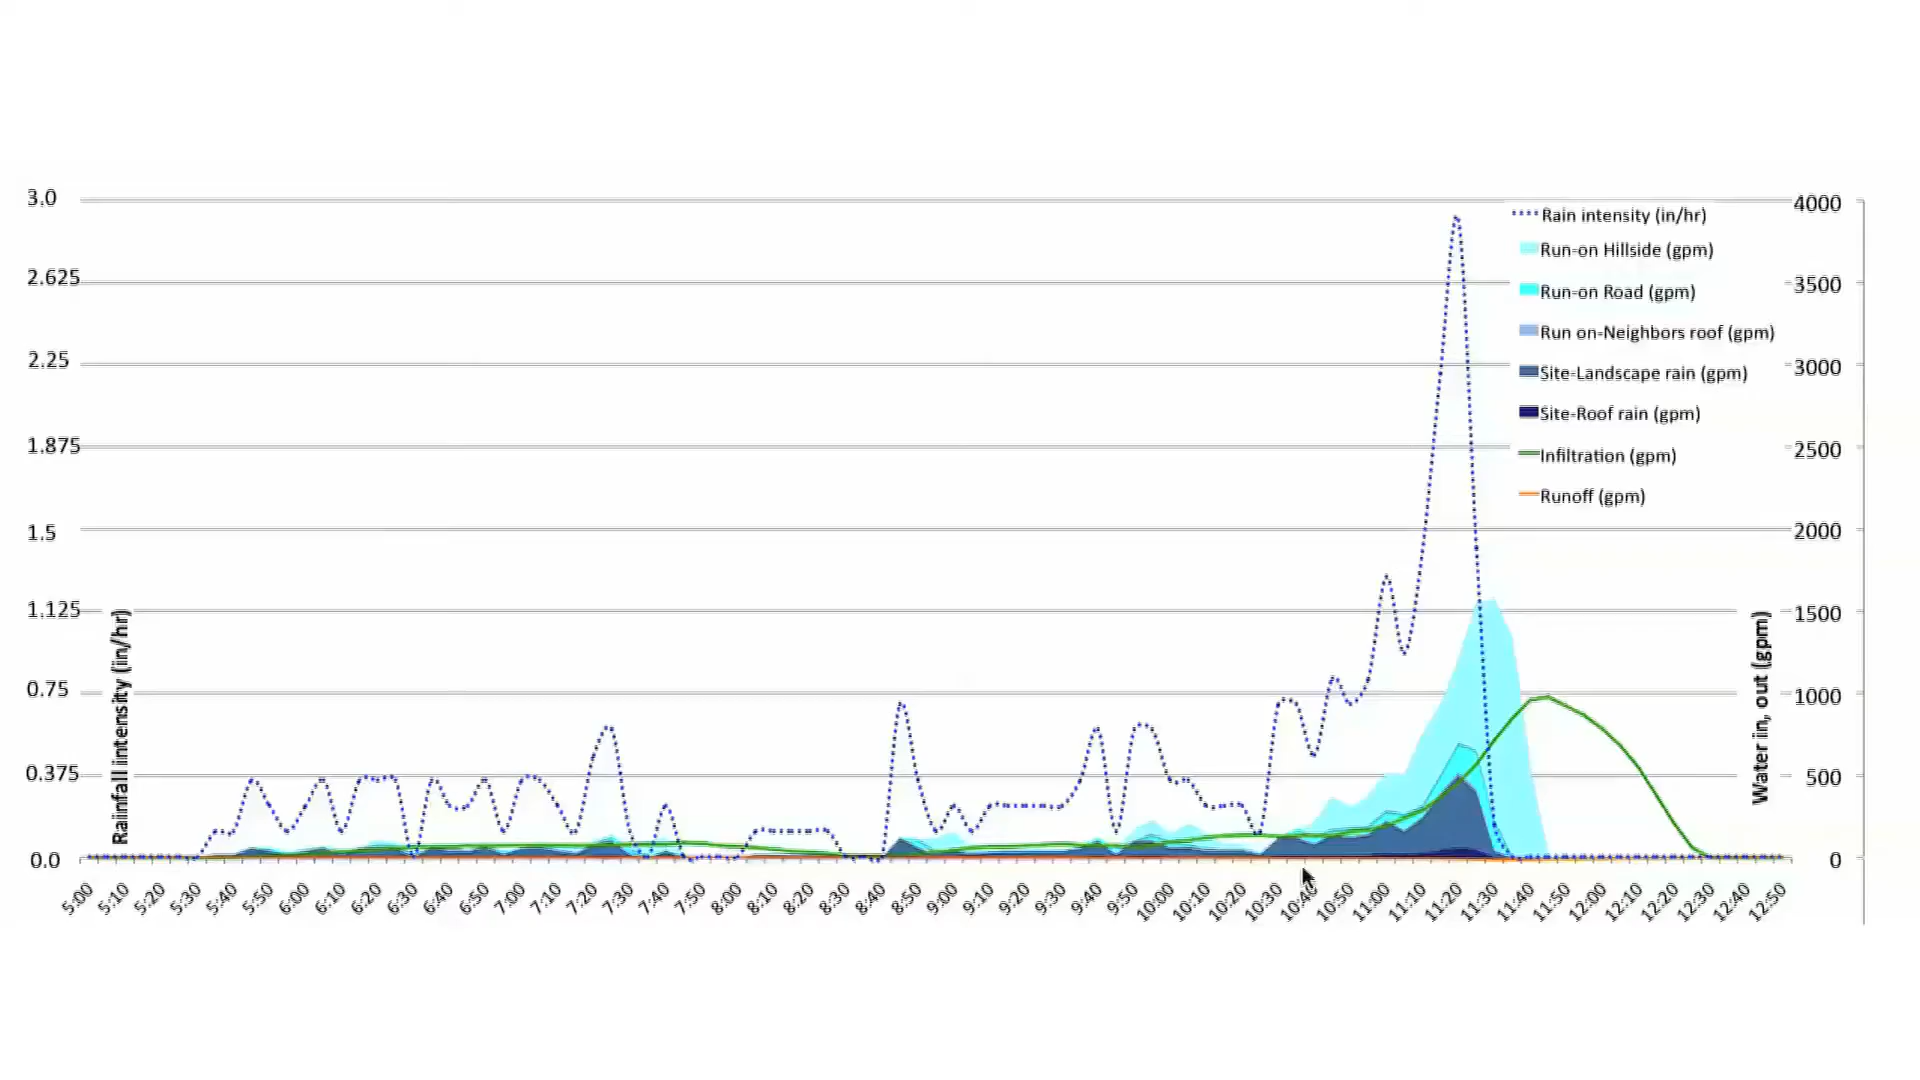 3.0
2.625
2.25
1.875
1.5
1.125
0.75
0.375
0.0
Rainfall intensity (in/hr)
Rain intensity (in/hr)
Run-on Hillside (gpm)
Run-on Road (gpm)
Run on-Neighbors roof (gpm)
Site-Landscape rain (gpm)
Site-Roof rain (gpm)
Infiltration (gpm)
Runoff (gpm)
4000
3500
3000
2500
2000
1500
1000
500
0
Water in, out (gpm)
5:00 5:10 5:20 5:30 5:40 5:50 6:00 6:10 6:20 6:30 6:40 6:50 7:00 7:10 7:20 7:30 7:40 7:50 8:00 8:10 8:20 8:30 8:40 8:50 9:00 9:10 9:20 9:30 9:40 9:50 10:00 10:10 10:20 10:30 10:40 10:50 11:00 11:10 11:20 11:30 11:40 11:50 12:00 12:10 12:20 12:30 12:40 12:50